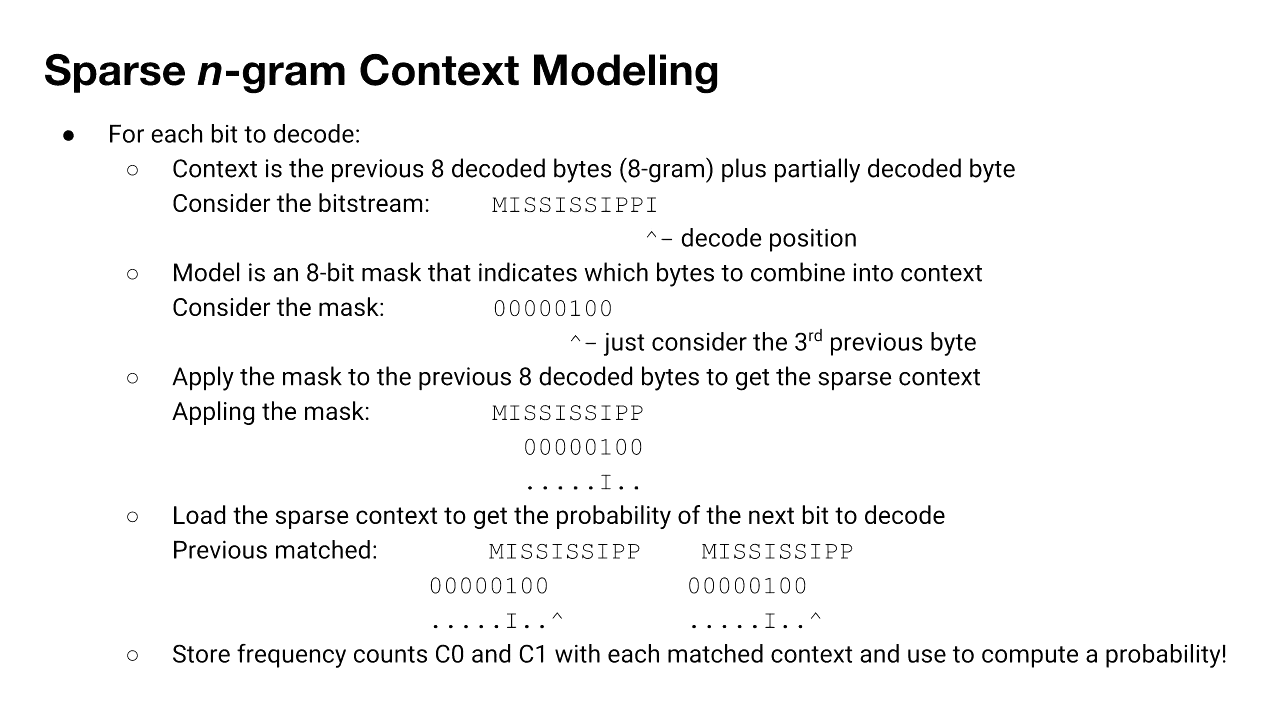 Sparse n-gram Context Modeling
● For each bit to decode:
○ Context is the previous 8 decoded bytes (8-gram) plus partially decoded byte
Consider the bitstream: MISSISSIPPI
^– decode position
○ Model is an 8-bit mask that indicates which bytes to combine into context
Consider the mask: 00000100
^– just consider the 3rd previous byte
○ Apply the mask to the previous 8 decoded bytes to get the sparse context
Appling the mask: MISSISSIPP
00000100
.....I..
○ Load the sparse context to get the probability of the next bit to decode
Previous matched: MISSISSIPP MISSISSIPP
00000100 00000100
.....I..^ .....I..^
○ Store frequency counts C0 and C1 with each matched context and use to compute a probability!